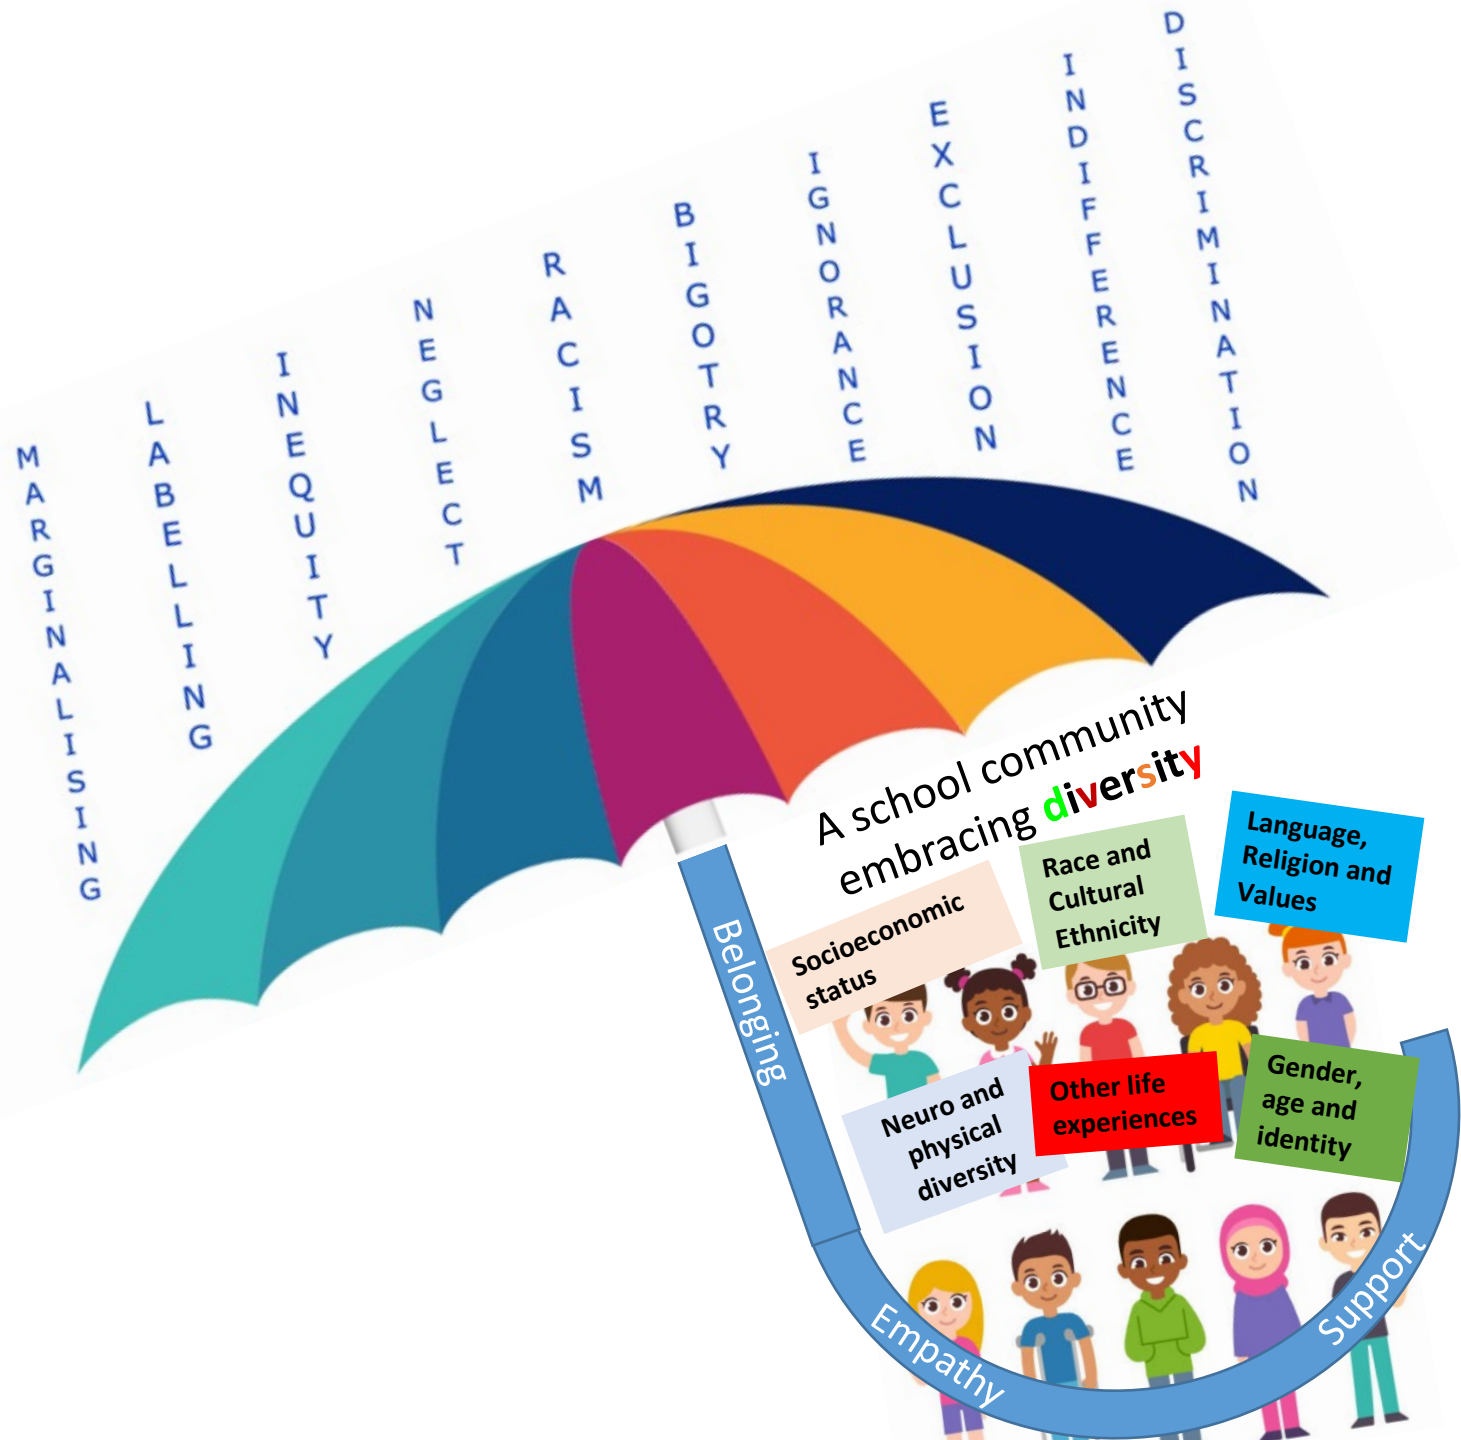 MARGINALISING
LABELLING
INEQUITY
NEGLECT
RACISM
BIGOTRY
IGNORANCE
EXCLUSION
INDIFFERENCE
DISCRIMINATION
A school community
embracing diversity
Socioeconomic
status
Race and
Cultural
Ethnicity
Language,
Religion and
Values
Neuro and
physical
diversity
Other life
experiences
Gender,
age and
identity
Belonging
Empathy
Support